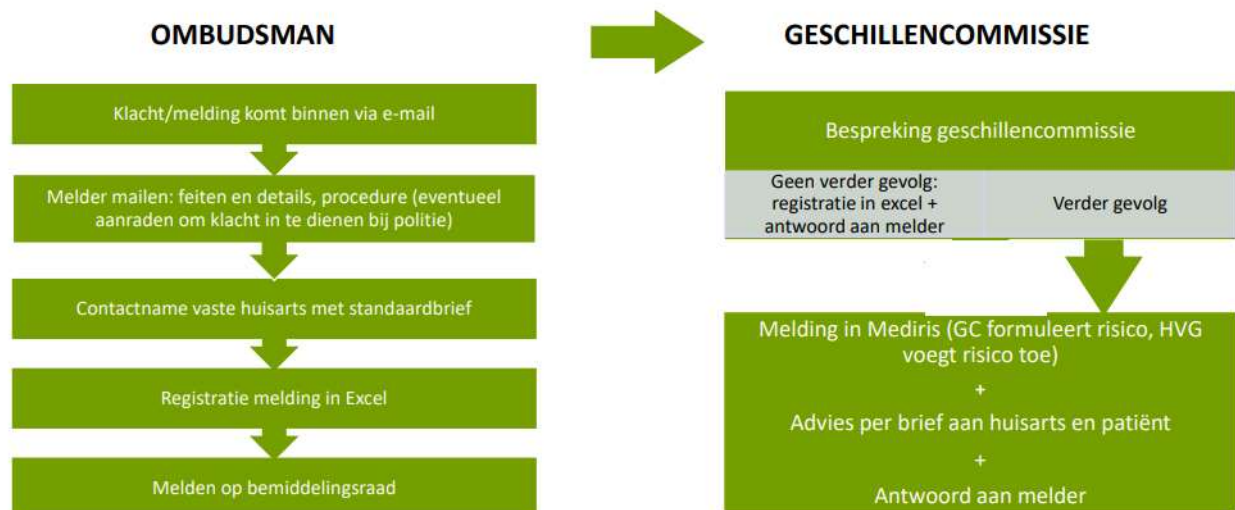 OMBUDSMAN
Klacht/melding komt binnen via e-mail
Melder mailen: feiten en details, procedure (eventueel
aanraden om klacht in te dienen bij politie)
Contactname vaste huisarts met standaardbrief
Registratie melding in Excel
Melden op bemiddelingsraad
GESCHILLENCOMMISSIE
Bespreking geschillencommissie
Geen verder gevolg:
registratie in excel +
antwoord aan melder
Verder gevolg
Melding in Mediris (GC formuleert risico, HVG
voegt risico toe)
+
Advies per brief aan huisarts en patiënt
+
Antwoord aan melder